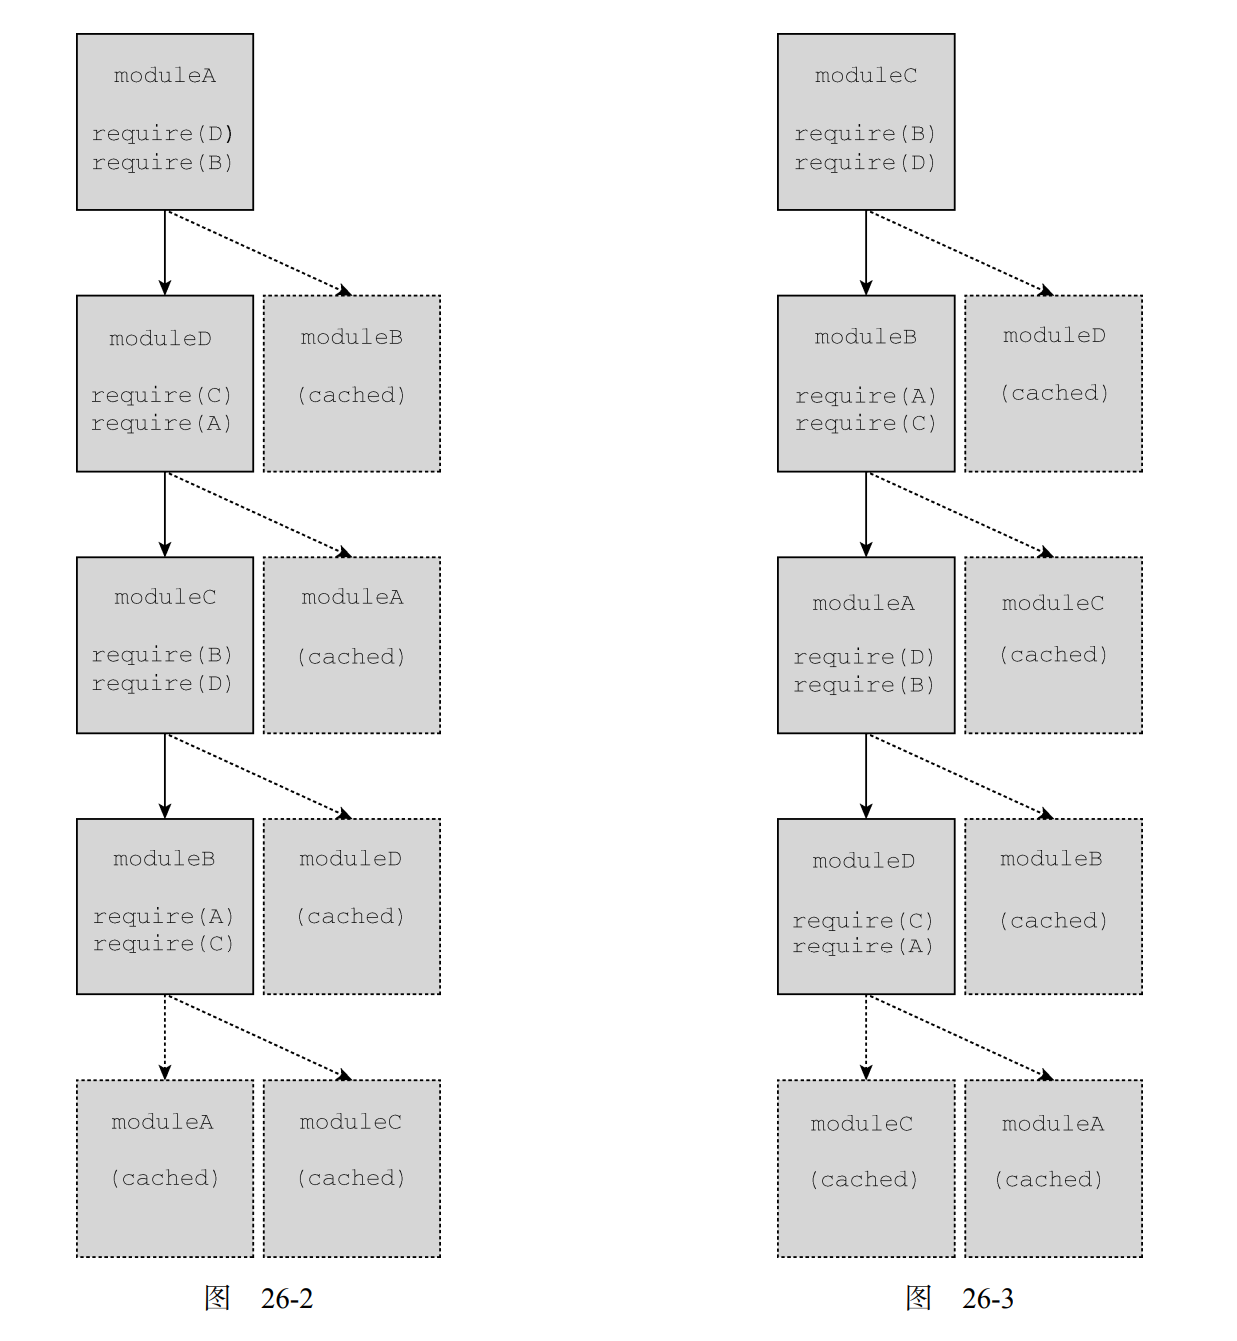 moduleA
require(D)
require(B)
moduleD
require(C)
require(A)
moduleB
(cached)
moduleC
require(B)
require(D)
moduleA
(cached)
moduleB
require(A)
require(C)
moduleD
(cached)
moduleA
(cached)
moduleC
(cached)
图 26-2
moduleC
require(B)
require(D)
moduleB
require(A)
require(C)
moduleD
(cached)
moduleA
require(D)
require(B)
moduleC
(cached)
moduleD
require(C)
require(A)
moduleB
(cached)
moduleC
(cached)
moduleA
(cached)
图 26-3